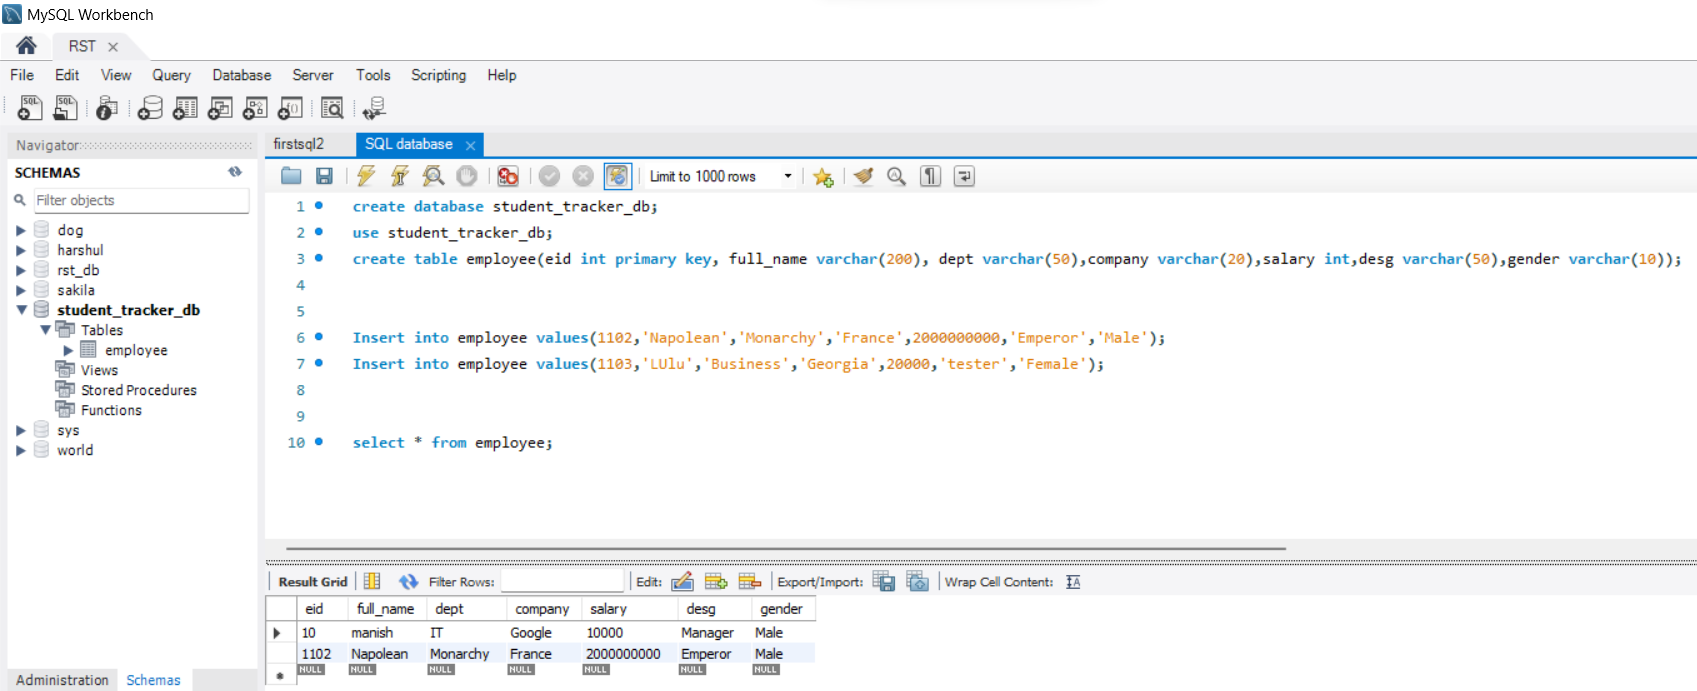 MySQL Workbench
RST
File Edit View Query Database Server Tools Scripting Help
Navigator
SCHEMAS
Filter objects
dog
harshul
rst_db
sakila
student_tracker_db
Tables
employee
Views
Stored Procedures
Functions
sys
world
Administration Schemas
firstsql2 SQL database
Limit to 1000 rows
1 create database student_tracker_db;
2 use student_tracker_db;
3 create table employee(eid int primary key, full_name varchar(200), dept varchar(50),company varchar(20),salary int,desg varchar(50),gender varchar(10));
4
5
6 Insert into employee values(1102,'Napolean','Monarchy','France',2000000000,'Emperor','Male');
7 Insert into employee values(1103,'LUlu','Business','Georgia',20000,'tester','Female');
8
9
10 select * from employee;
Result Grid Filter Rows: Edit: Export/Import: Wrap Cell Content:
eid full_name dept company salary desg gender
10 manish IT Google 10000 Manager Male
1102 Napolean Monarchy France 2000000000 Emperor Male
NULL NULL NULL NULL NULL NULL NULL